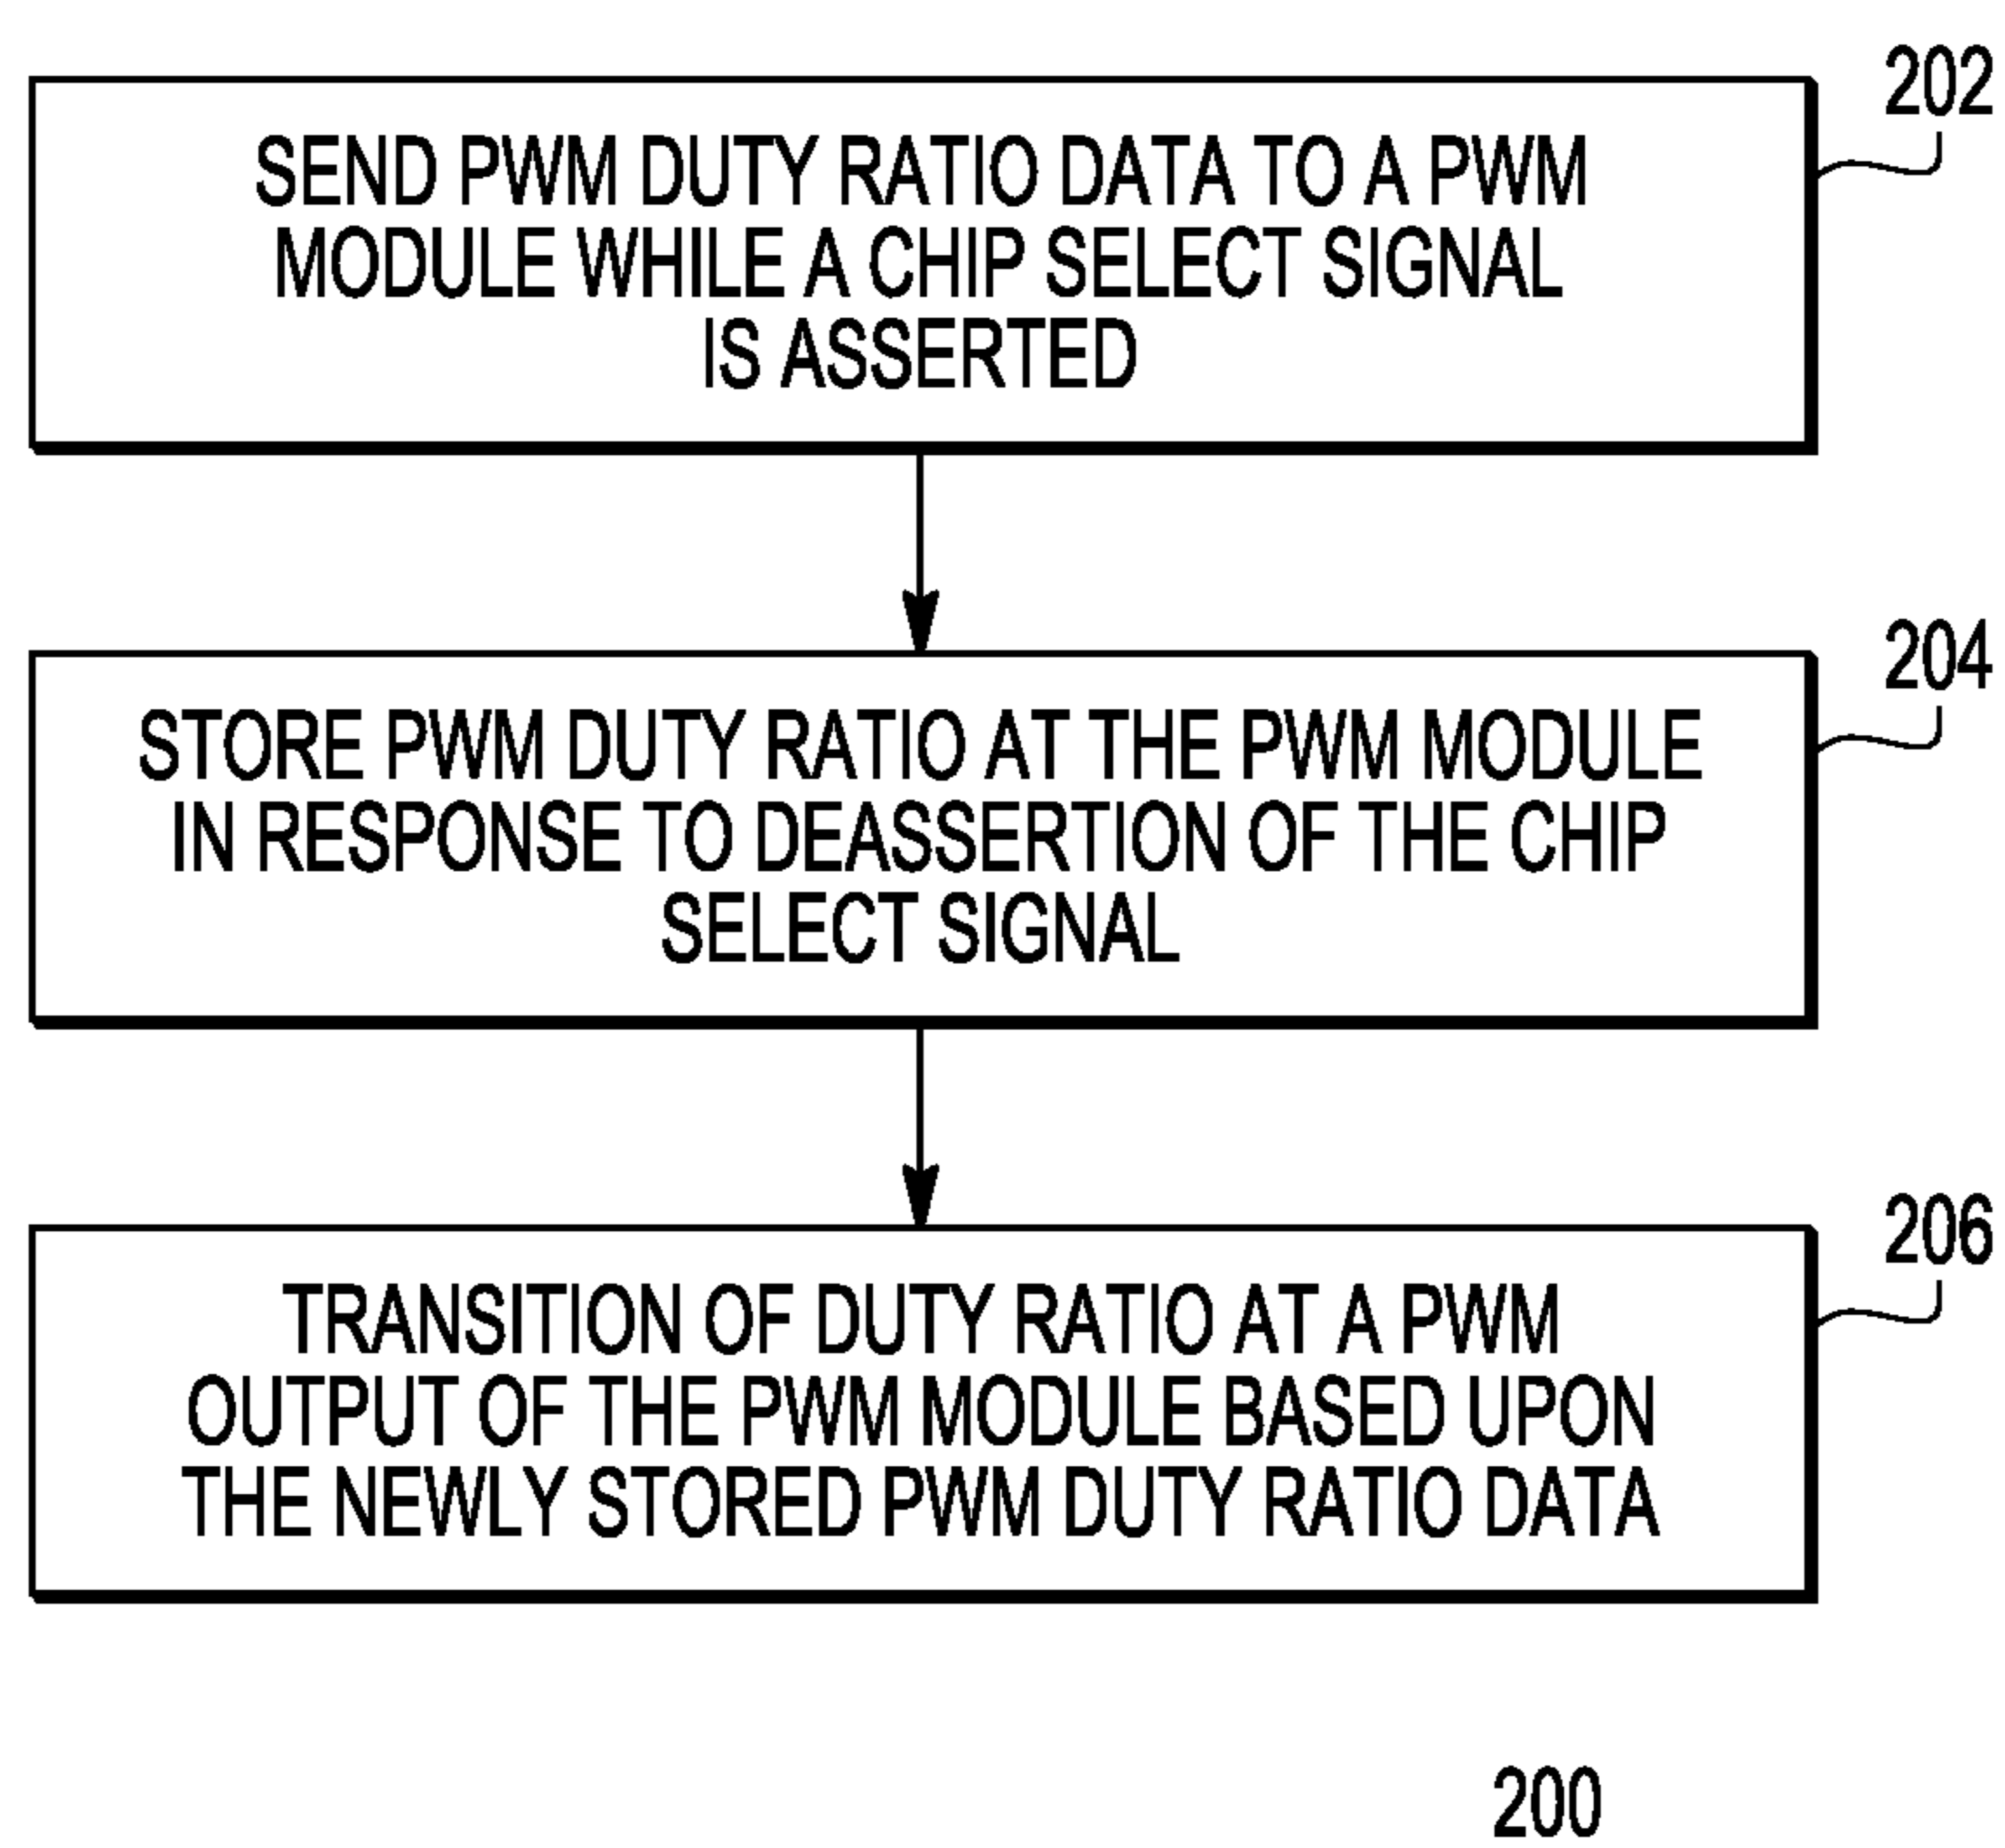 202
SEND PWM DUTY RATIO DATA TO A PWM
MODULE WHILE A CHIP SELECT SIGNAL
IS ASSERTED
204
STORE PWM DUTY RATIO AT THE PWM MODULE
IN RESPONSE TO DEASSERTION OF THE CHIP
SELECT SIGNAL
206
TRANSITION OF DUTY RATIO AT A PWM
OUTPUT OF THE PWM MODULE BASED UPON
THE NEWLY STORED PWM DUTY RATIO DATA
200